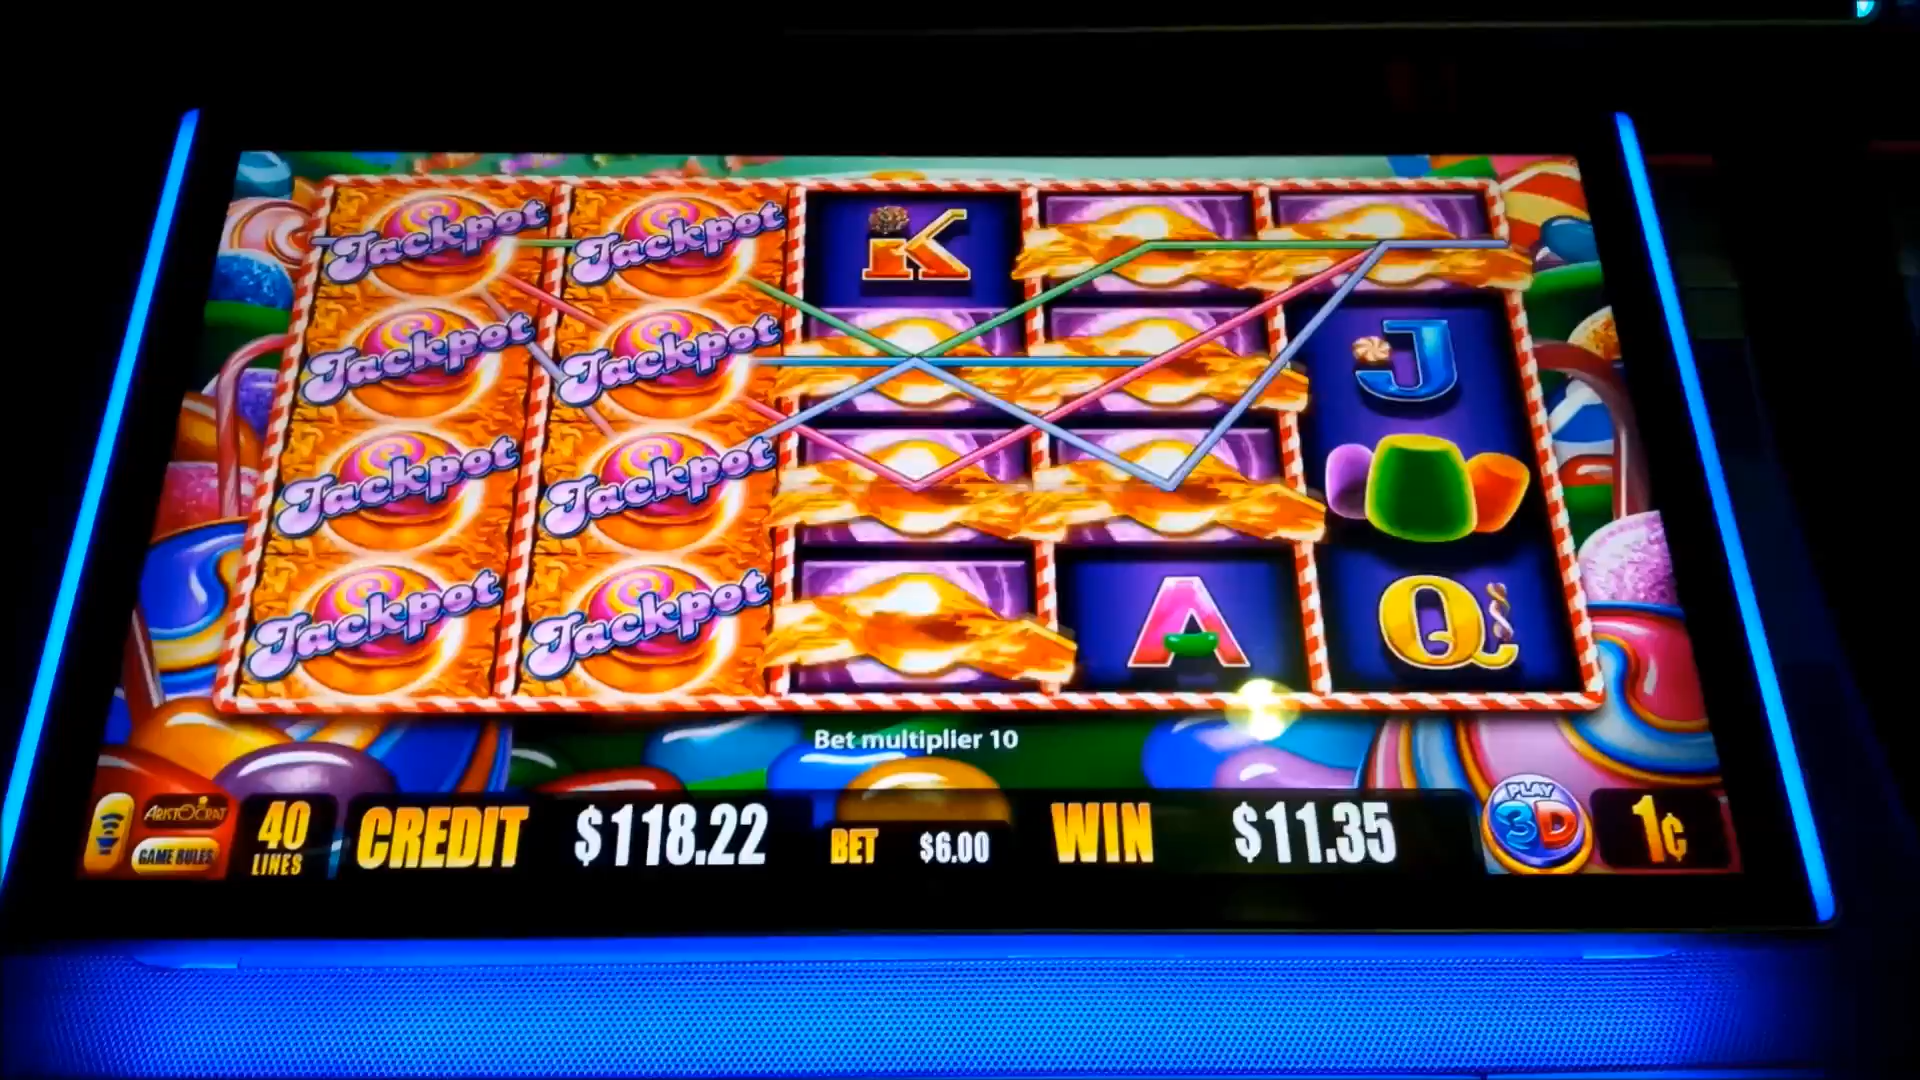 Jackpot Jackpot K
Jackpot Jackpot J
Jackpot Jackpot
Jackpot Jackpot A Q
Bet multiplier 10
ARISTOCRAT
GAME RULES
40
LINES
CREDIT $118.22
BET $6.00
WIN $11.35
PLAY
3D
1¢